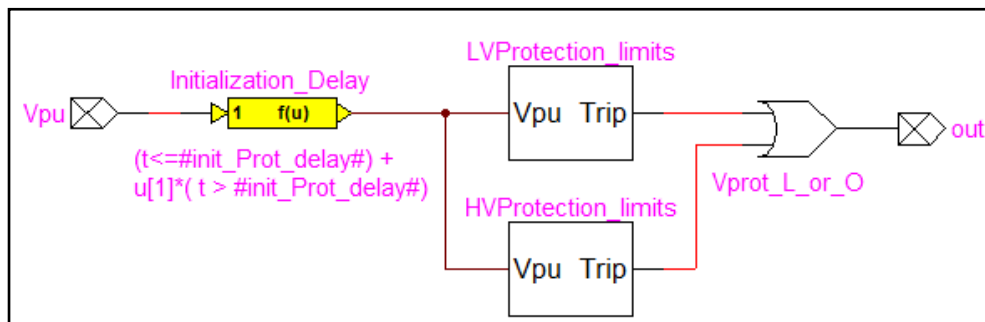 LVProtection_limits
Initialization_Delay
Vpu
1 f(u)
Vpu Trip
out
(t<=#init_Prot_delay#) +
u[1]*( t > #init_Prot_delay#)
Vprot_L_or_O
HVProtection_limits
Vpu Trip